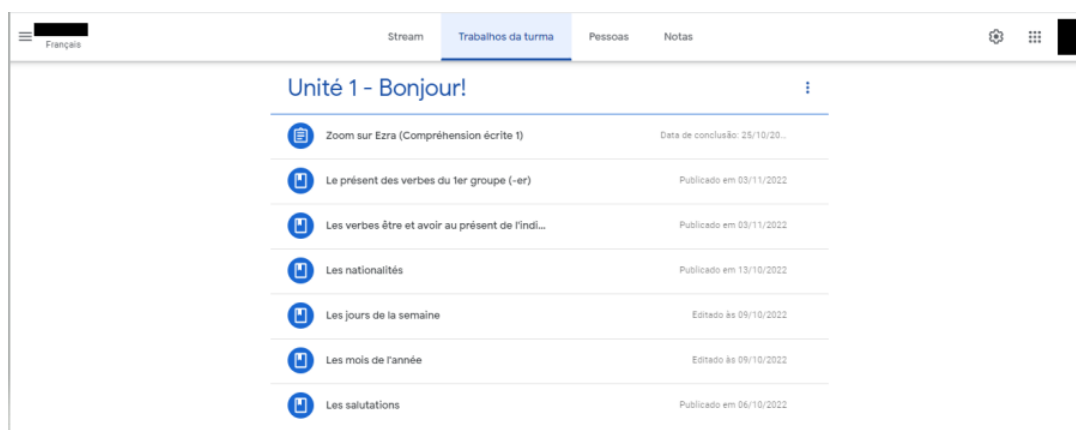 Français
Stream Trabalhos da turma Pessoas Notas
Unité 1 - Bonjour!
Zoom sur Ezra (Compréhension écrite 1) Data de conclusão: 25/10/20...
Le présent des verbes du 1er groupe (-er) Publicado em 03/11/2022
Les verbes être et avoir au présent de l'indi... Publicado em 03/11/2022
Les nationalités Publicado em 13/10/2022
Les jours de la semaine Editado às 09/10/2022
Les mois de l'année Editado às 09/10/2022
Les salutations Publicado em 06/10/2022